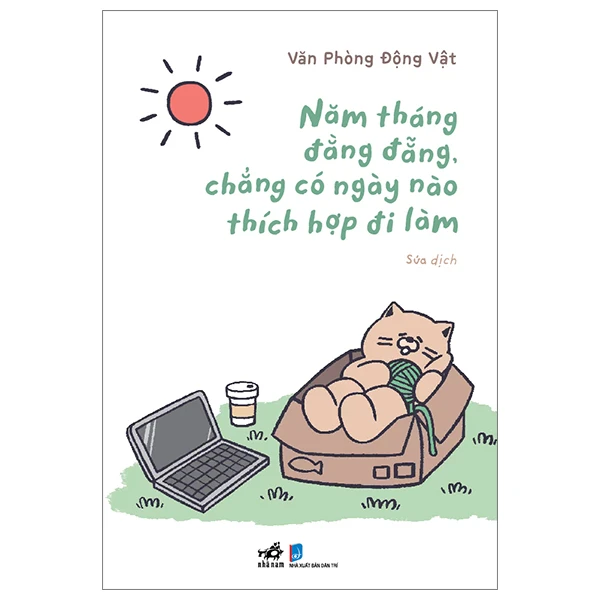 Văn Phòng Động Vật
Năm tháng
đằng đẵng,
chẳng có ngày nào
thích hợp đi làm
Sứa dịch
nhã nam
NHÀ XUẤT BẢN DÂN TRÍ